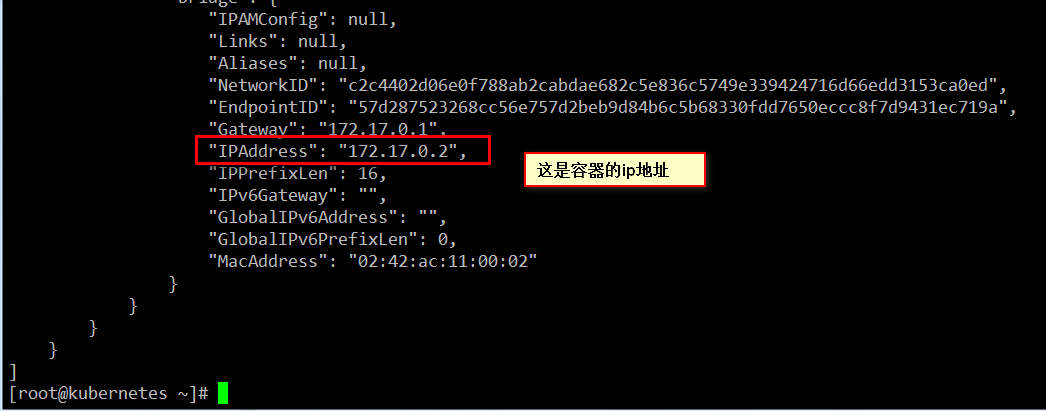 "IPAMConfig": null,
"Links": null,
"Aliases": null,
"NetworkID": "c2c4402d06e0f788ab2cabdae682c5e836c5749e339424716d66edd3153ca0ed",
"EndpointID": "57d287523268cc56e757d2beb9d84b6c5b68330fdd7650eccc8f7d9431ec719a",
"Gateway": "172.17.0.1",
"IPAddress": "172.17.0.2",
这是容器的ip地址
"IPPrefixLen": 16,
"IPv6Gateway": "",
"GlobalIPv6Address": "",
"GlobalIPv6PrefixLen": 0,
"MacAddress": "02:42:ac:11:00:02"
}
}
}
}
]
[root@kubernetes ~]#